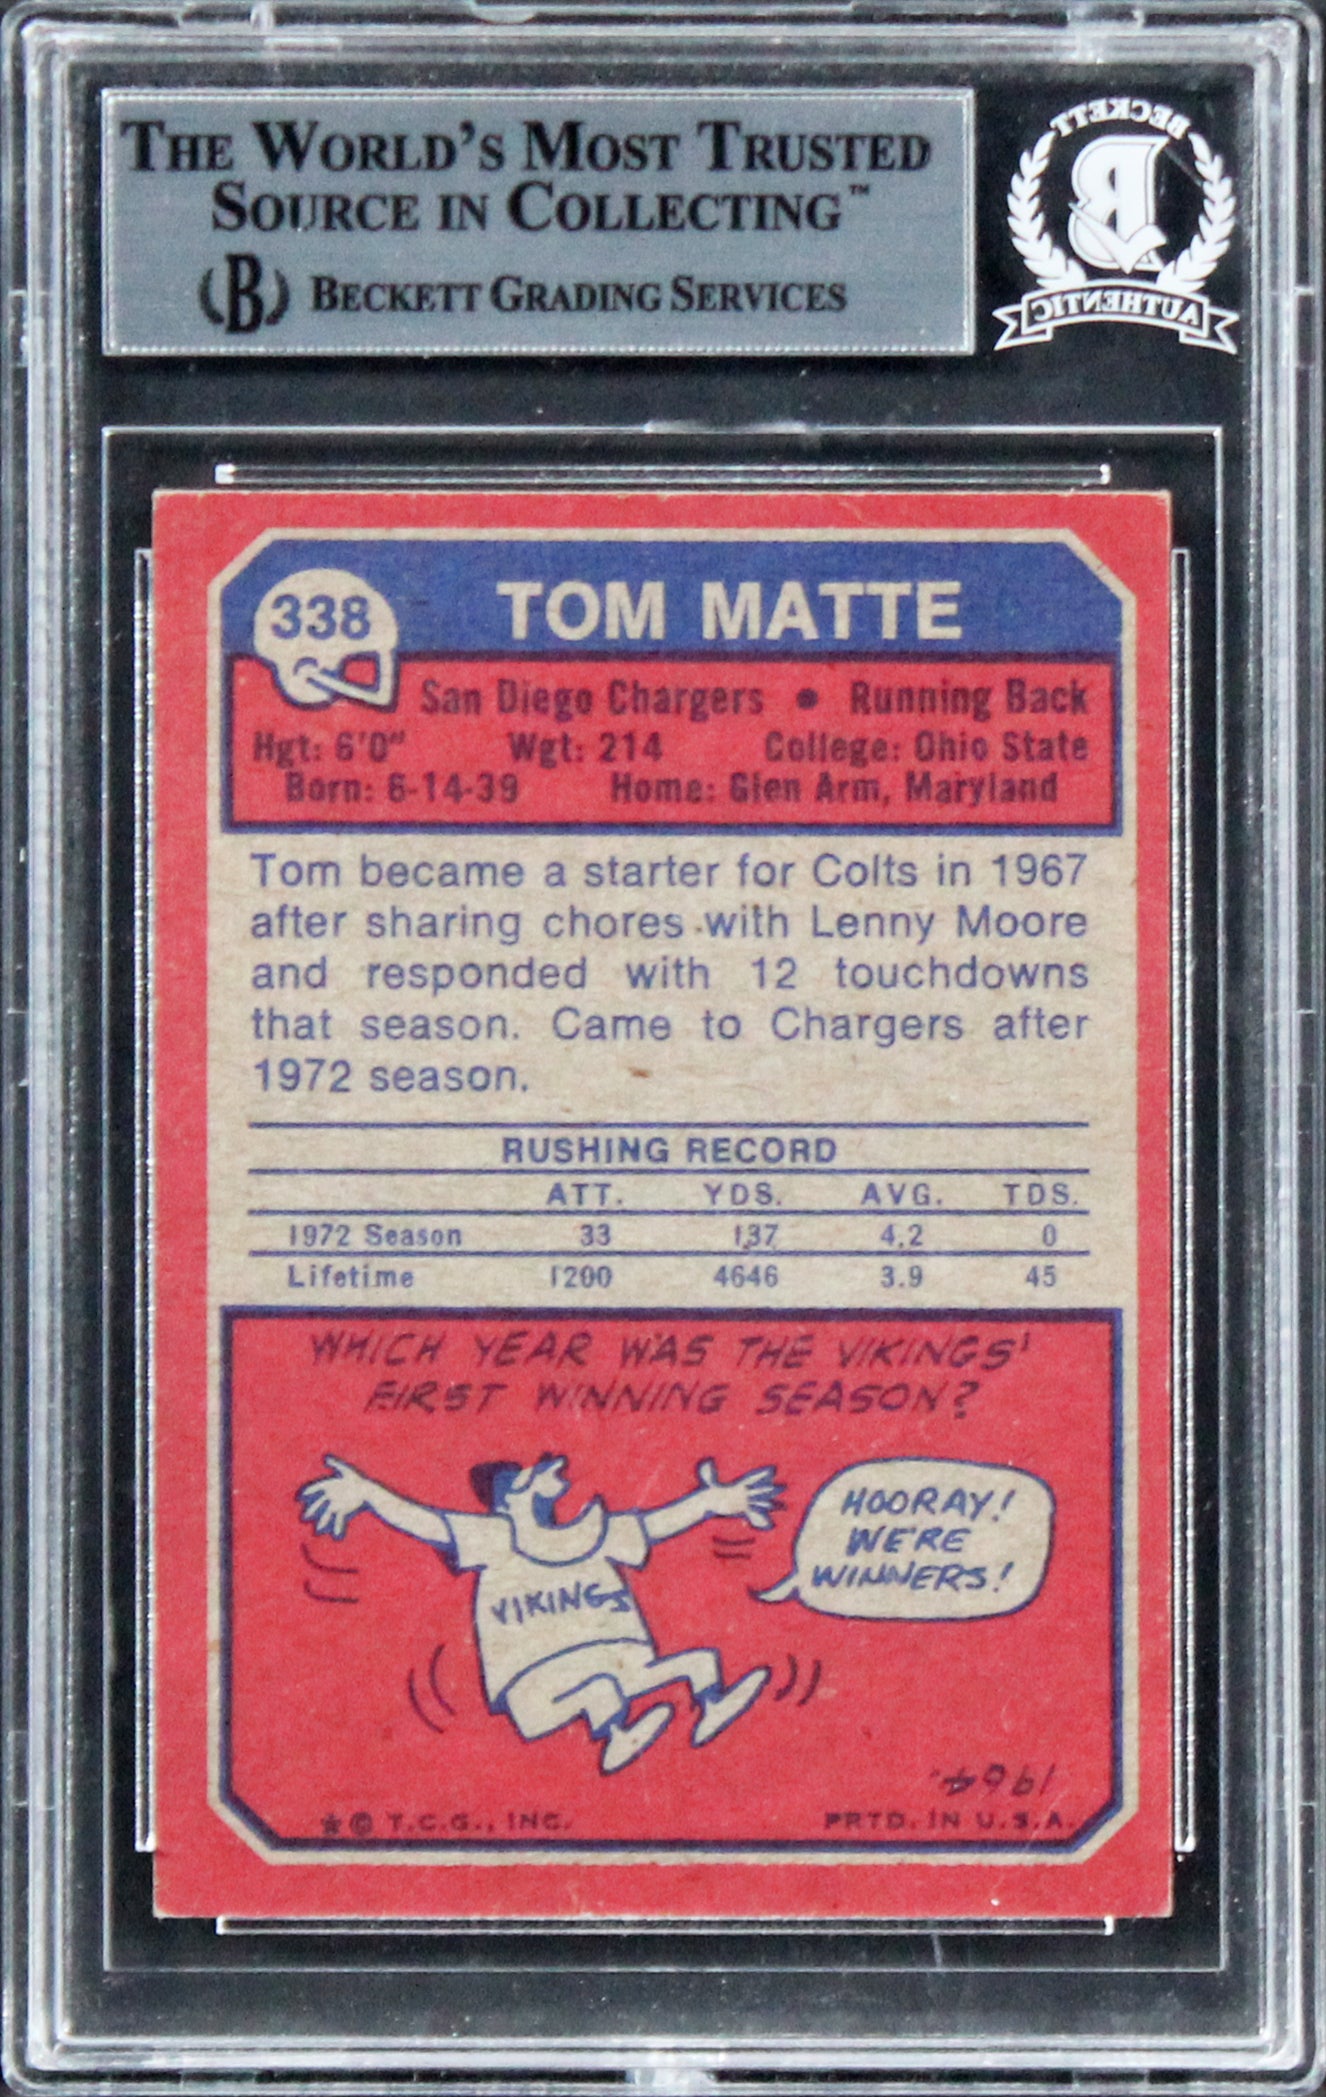 THE WORLD'S MOST TRUSTED
SOURCE IN COLLECTING™
B BECKETT GRADING SERVICES
BECKETT
B
AUTHENTIC
338
TOM MATTE
San Diego Chargers • Running Back
Hgt: 6'0" Wgt: 214 College: Ohio State
Born: 6-14-39 Home: Glen Arm, Maryland
Tom became a starter for Colts in 1967
after sharing chores with Lenny Moore
and responded with 12 touchdowns
that season. Came to Chargers after
1972 season.
RUSHING RECORD
ATT. YDS. AVG. TDS.
1972 Season 33 137 4.2 0
Lifetime 1200 4646 3.9 45
WHICH YEAR WAS THE VIKINGS'
FIRST WINNING SEASON?
HOORAY!
WE'RE
WINNERS!
VIKINGS
1964.
★ © T.C.G., INC. PRTD. IN U.S.A.